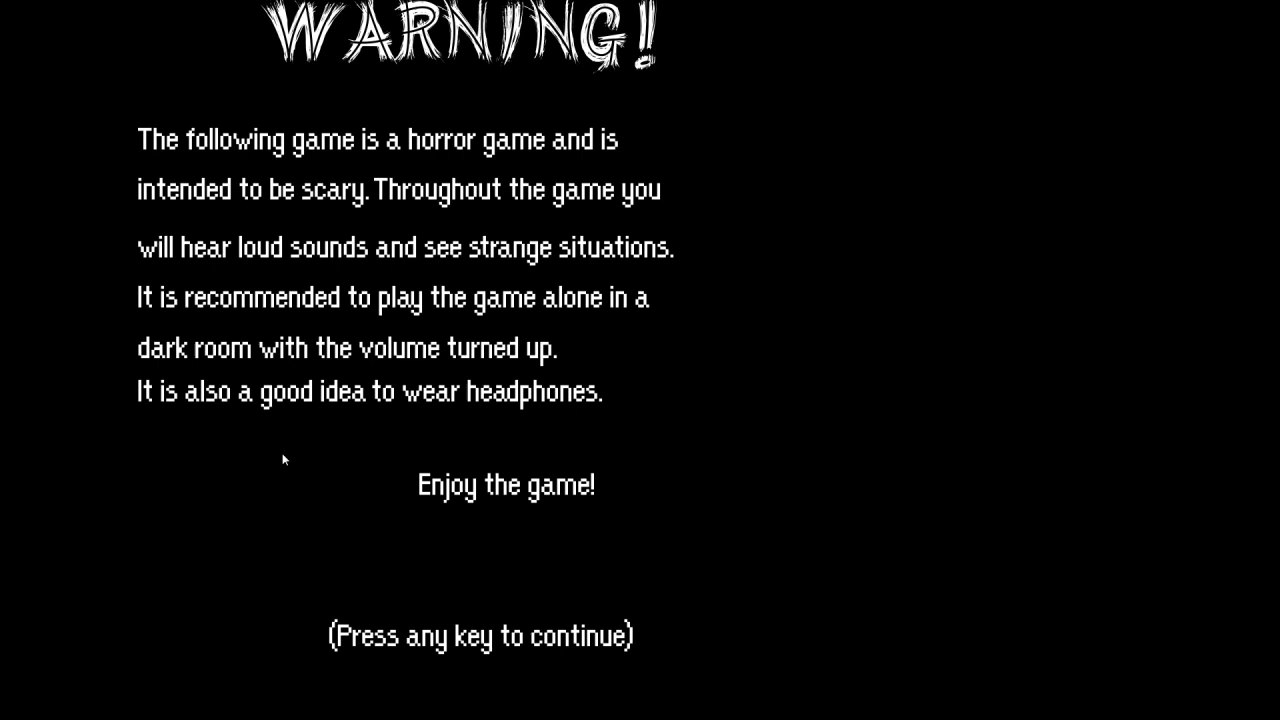 WARNING!
The following game is a horror game and is
intended to be scary. Throughout the game you
will hear loud sounds and see strange situations.
It is recommended to play the game alone in a
dark room with the volume turned up.
It is also a good idea to wear headphones.
Enjoy the game!
(Press any key to continue)